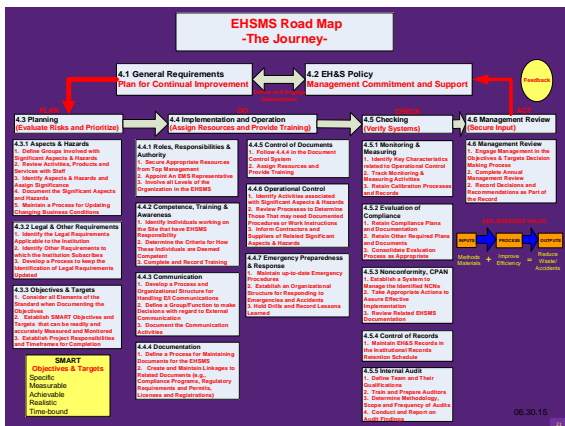 EHSMS Road Map
-The Journey-
4.1 General Requirements
Plan for Continual Improvement
4.2 EH&S Policy
Management Commitment and Support
Feedback
PLAN
DO
CHECK
ACT
4.3 Planning
(Evaluate Risks and Prioritize)
4.4 Implementation and Operation
(Assign Resources and Provide Training)
4.5 Checking
(Verify Systems)
4.6 Management Review
(Secure Input)
4.3.1 Aspects & Hazards
1. Define Groups involved with
Significant Aspects & Hazards
2. Review Activities, Products and
Services with Staff
3. Identify Aspects & Hazards and
Assign Significance
4. Document the Significant Aspects
and Hazards
5. Maintain a Process for Updating
Changing Business Conditions
4.3.2 Legal & Other Requirements
1. Identify the Legal Requirements
Applicable to the Institution
2. Identify Other Requirements to
which the Institution Subscribes
3. Develop a Process to keep the
Identification of Legal Requirements
Updated
4.3.3 Objectives & Targets
1. Consider all Elements of the
Standard when Documenting the
Objectives
2. Establish SMART Objectives and
Targets that can be readily and
accurately Measured and Monitored
3. Establish Project Responsibilities
and Timeframes for Completion
SMART
Objectives & Targets
Specific
Measurable
Achievable
Realistic
Time-bound
4.4.1 Roles, Responsibilities &
Authority
1. Secure Appropriate Resources
from Top Management
2. Appoint An EMS Representative
3. Involve all Levels of the
Organization in the EHSMS
4.4.2 Competence, Training &
Awareness
1. Identify Individuals working on
the Site that have EHSMS
Responsibility
2. Determine the Criteria for How
These Individuals are Deemed
Competent
3. Complete and Record Training
4.4.3 Communication
1. Develop a Process and
Organizational Structure for
Handling E/I Communications
2. Define a Group/Function to make
Decisions with regard to External
Communication
3. Document the Communication
Activities
4.4.4 Documentation
1. Define a Process for Maintaining
Documents for the EHSMS
2. Create and Maintain Linkages to
Related Documents (e.g.,
Compliance Programs, Regulatory
Requirements and Permits,
Licenses and Registrations)
4.4.5 Control of Documents
1. Follow 4.4.4 in the Document
Control System
2. Assign Resources and
Provide Training
4.4.6 Operational Control
1. Identify Activities associated
with Significant Aspects & Hazards
2. Review Processes to Determine
Those that may need Documented
Procedures or Work Instructions
3. Inform Contractors and
Suppliers of Related Significant
Aspects & Hazards
4.4.7 Emergency Preparedness
& Response
1. Maintain up-to-date Emergency
Procedures
2. Establish an Organizational
Structure for Responding to
Emergencies and Accidents
3. Hold Drills and Record Lessons
Learned
4.5.1 Monitoring &
Measuring
1. Identify Key Characteristics
related to Operational Control
2. Track Monitoring &
Measuring Activities
3. Retain Calibration Processes
and Records
4.5.2 Evaluation of
Compliance
1. Retain Compliance Plans
and Documentation
2. Retain Other Required Plans
and Documents
3. Consolidate Evaluation
Process as Appropriate
4.5.3 Nonconformity, CPAN
1. Establish a System to
Manage the Identified NCNs
2. Take Appropriate Actions to
Assure Effective
Implementation
3. Review Related EHSMS
Documentation
4.5.4 Control of Records
1. Maintain EH&S Records in
the Institutional Records
Retention Schedule
4.5.5 Internal Audit
1. Define Team and Their
Qualifications
2. Train and Prepare Auditors
3. Determine Methodology,
Scope and Frequency of Audits
4. Conduct and Report on
Audit Findings
4.6 Management Review
1. Engage Management in the
Objectives & Targets Decision
Making Process
2. Complete Annual
Management Review
3. Record Decisions and
Recommendations as Part of
the Record
ADD BUSINESS VALUE
INPUTS
PROCESS
OUTPUTS
Methods
Materials
+
Improve
Efficiency
=
Reduce
Waste/
Accidents
06.30.15
21